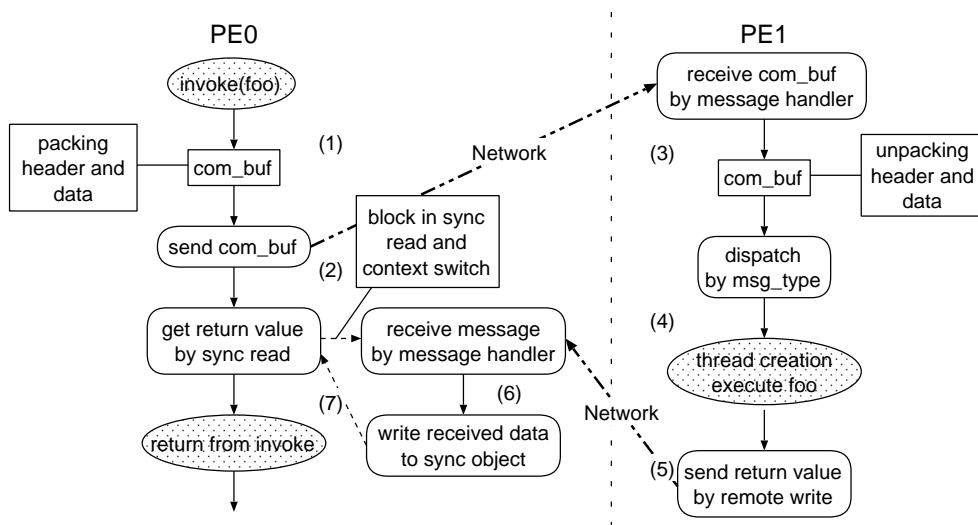 PE0
PE1
invoke(foo)
receive com_buf
by message handler
packing
header and
data
(1)
com_buf
Network
(3)
com_buf
unpacking
header and
data
send com_buf
(2)
block in sync
read and
context switch
dispatch
by msg_type
get return value
by sync read
receive message
by message handler
(4)
thread creation
execute foo
(7)
(6)
Network
return from invoke
write received data
to sync object
(5)
send return value
by remote write